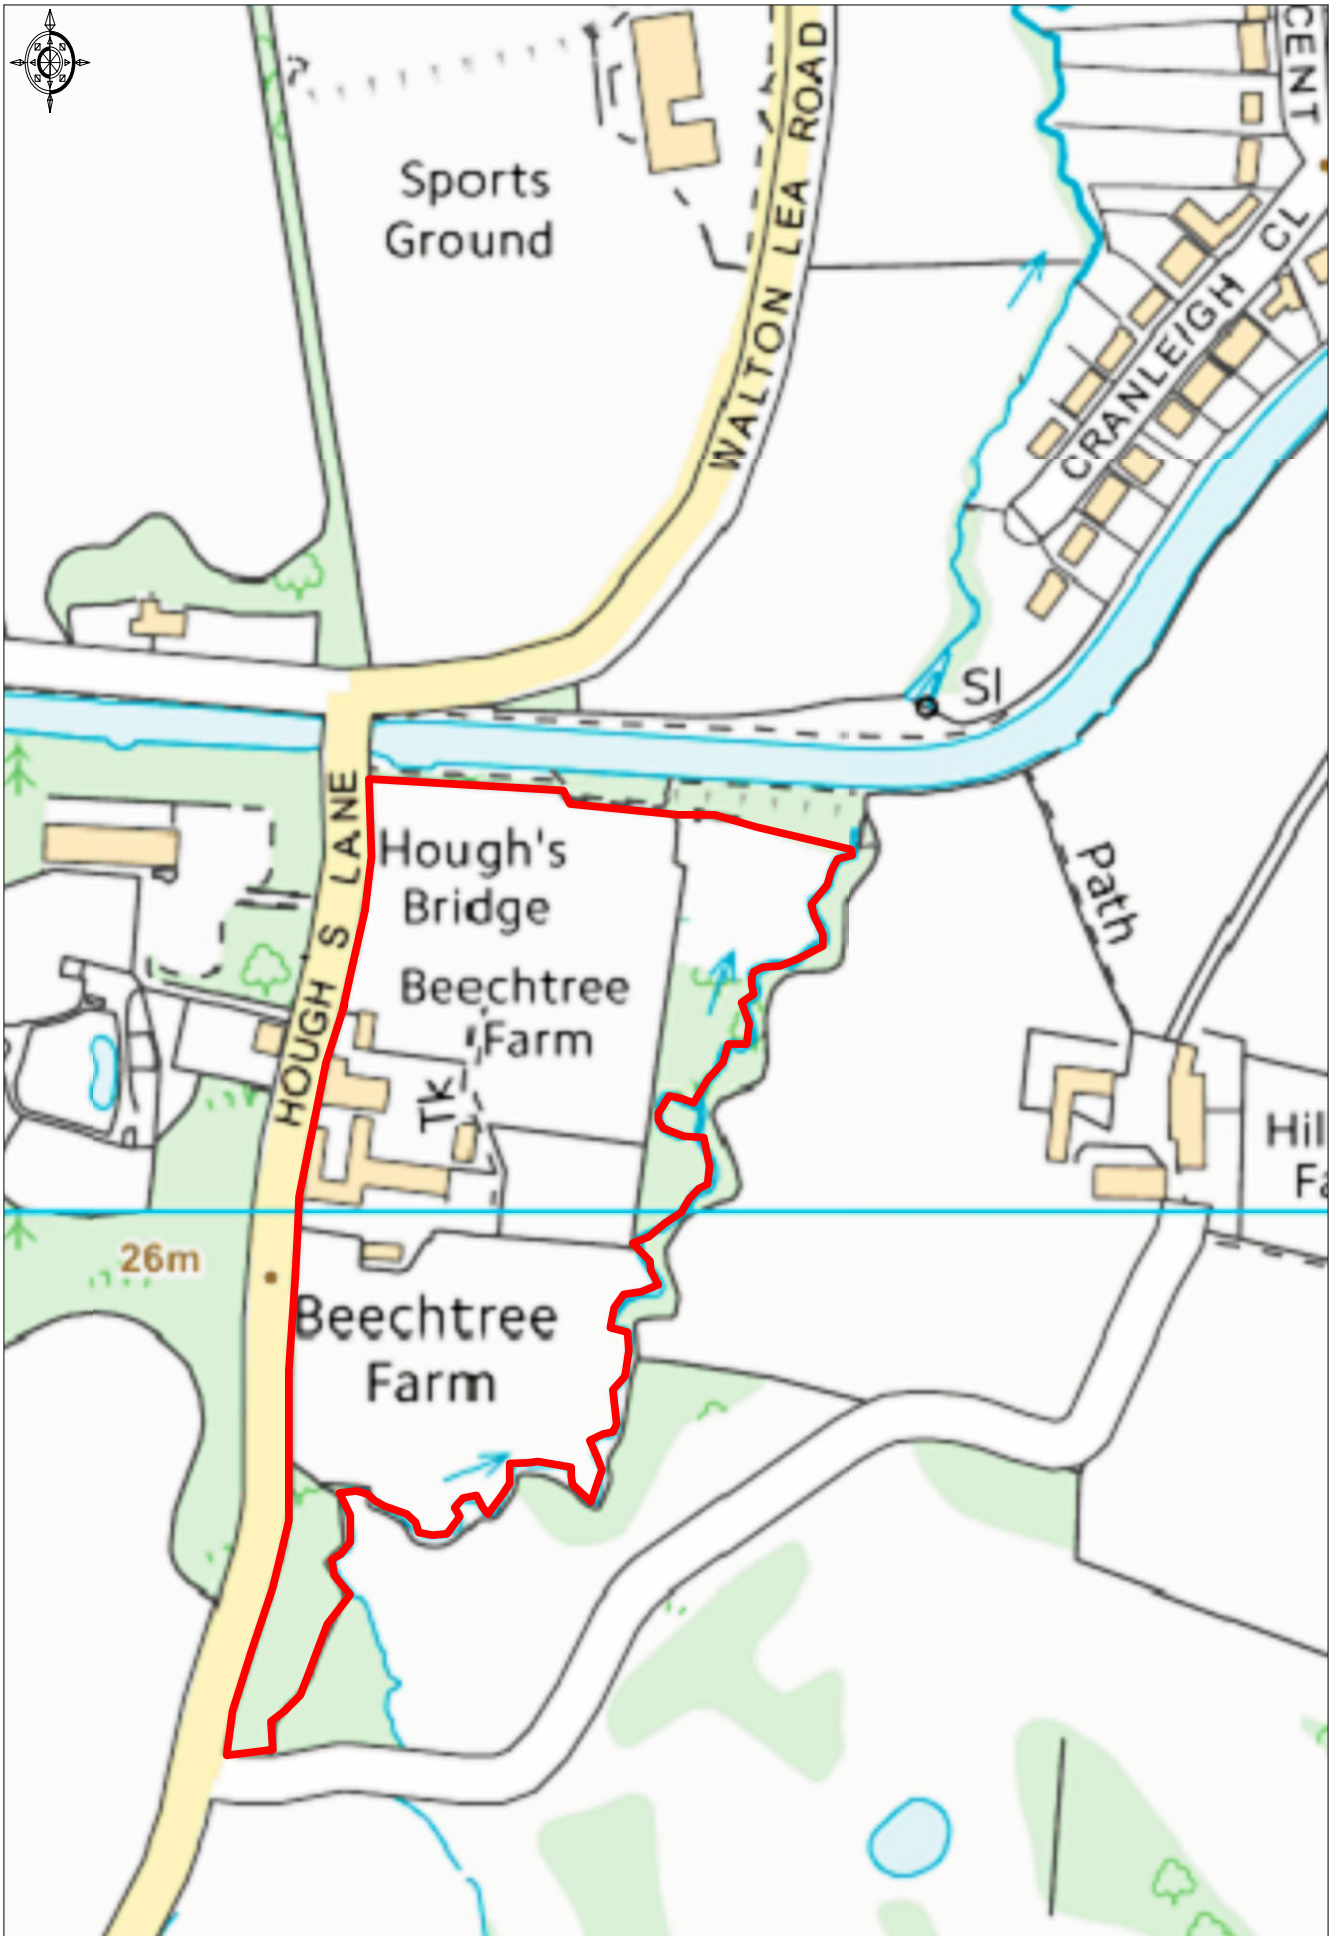 CENT
WALTON LEA ROAD
Sports
Ground
CL
CRANLEIGH
SI
HOUGH S LANE
Hough's
Bridge
Path
Beechtree
Farm
TK
Hil
Fa
26m
Beechtree
Farm